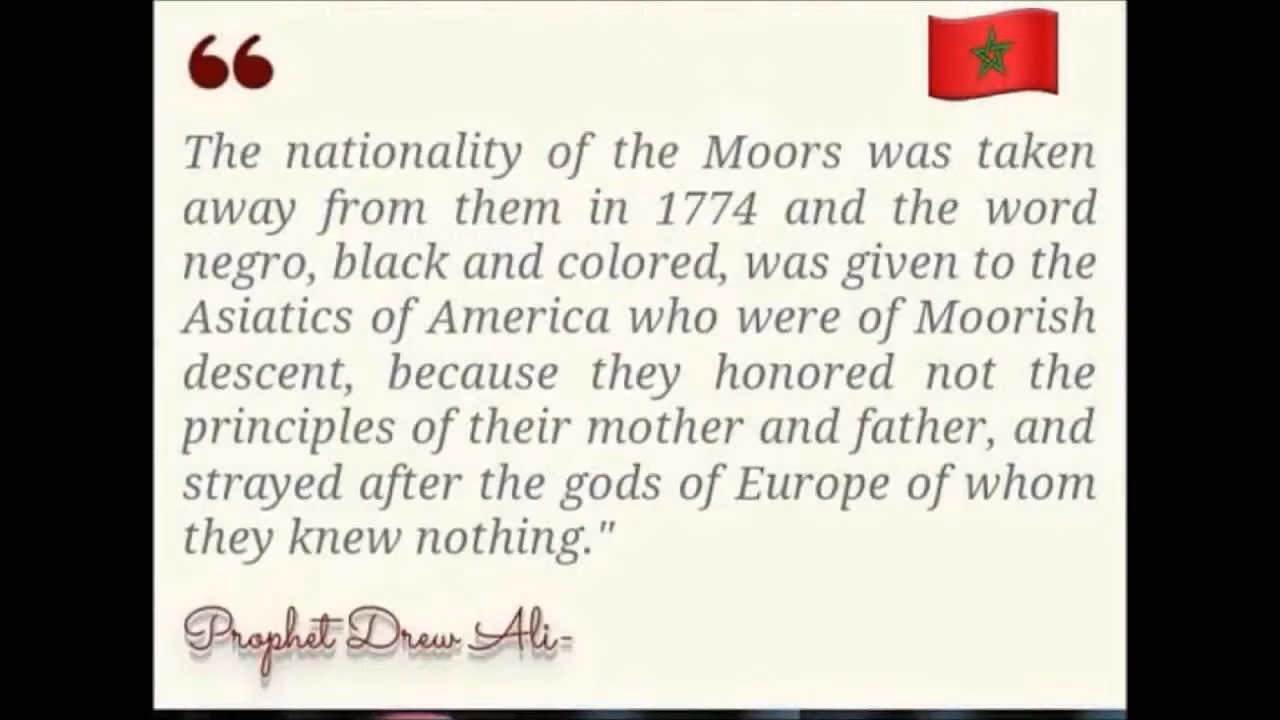 “
The nationality of the Moors was taken
away from them in 1774 and the word
negro, black and colored, was given to the
Asiatics of America who were of Moorish
descent, because they honored not the
principles of their mother and father, and
strayed after the gods of Europe of whom
they knew nothing."
Prophet Drew Ali-